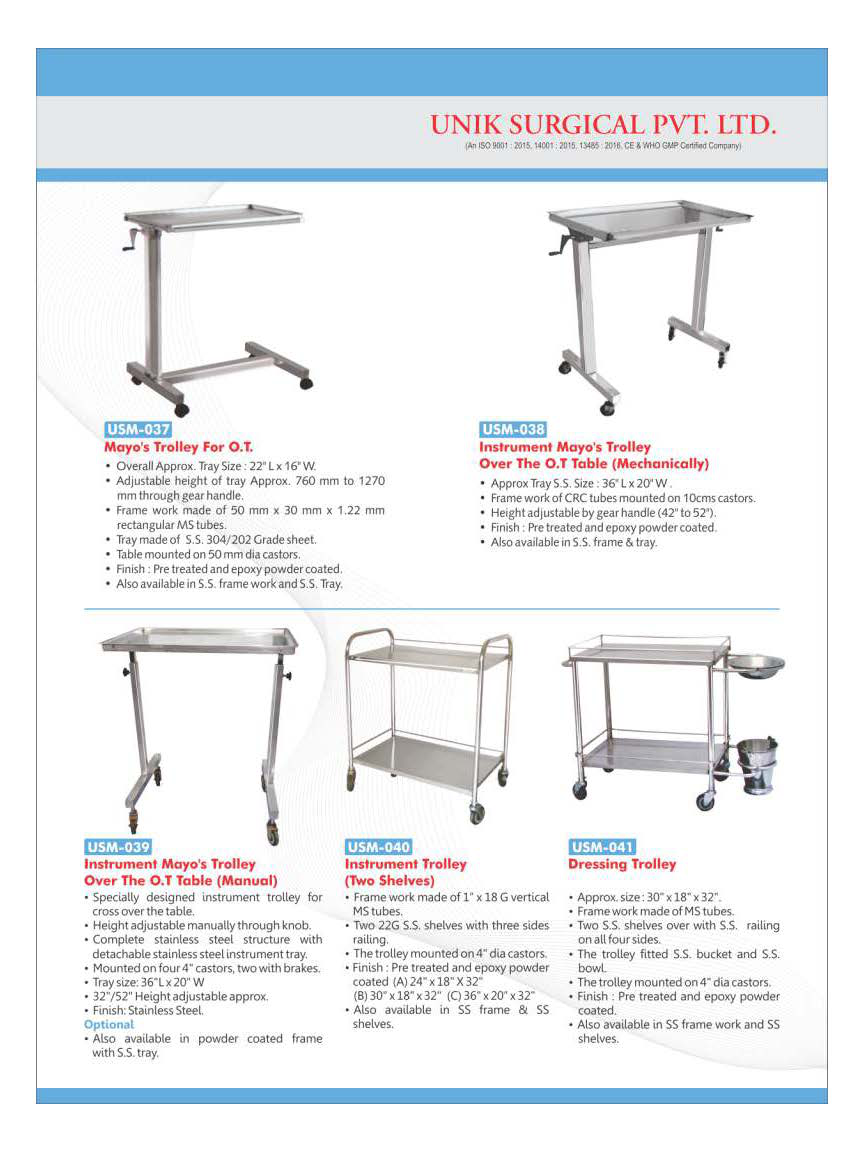 UNIK SURGICAL PVT. LTD.
(An ISO 9001 : 2015, 14001 : 2015, 13485 : 2016, CE & WHO GMP Certified Company)
USM-037
Mayo's Trolley For O.T.
• Overall Approx. Tray Size : 22" L x 16" W.
• Adjustable height of tray Approx. 760 mm to 1270
mm through gear handle.
• Frame work made of 50 mm x 30 mm x 1.22 mm
rectangular MS tubes.
• Tray made of S.S. 304/202 Grade sheet.
• Table mounted on 50 mm dia castors.
• Finish : Pre treated and epoxy powder coated.
• Also available in S.S. frame work and S.S. Tray.
USM-038
Instrument Mayo's Trolley
Over The O.T Table (Mechanically)
• Approx Tray S.S. Size : 36" L x 20" W .
• Frame work of CRC tubes mounted on 10cms castors.
• Height adjustable by gear handle (42" to 52").
• Finish : Pre treated and epoxy powder coated.
• Also available in S.S. frame & tray.
USM-039
Instrument Mayo's Trolley
Over The O.T Table (Manual)
• Specially designed instrument trolley for
cross over the table.
• Height adjustable manually through knob.
• Complete stainless steel structure with
detachable stainless steel instrument tray.
• Mounted on four 4" castors, two with brakes.
• Tray size: 36"L x 20" W
• 32"/52" Height adjustable approx.
• Finish: Stainless Steel.
Optional
• Also available in powder coated frame
with S.S. tray.
USM-040
Instrument Trolley
(Two Shelves)
• Frame work made of 1" x 18 G vertical
MS tubes.
• Two 22G S.S. shelves with three sides
railing.
• The trolley mounted on 4" dia castors.
• Finish : Pre treated and epoxy powder
coated (A) 24" x 18" X 32"
(B) 30" x 18" x 32" (C) 36" x 20" x 32"
• Also available in SS frame & SS
shelves.
USM-041
Dressing Trolley
• Approx. size : 30" x 18" x 32".
• Frame work made of MS tubes.
• Two S.S. shelves over with S.S. railing
on all four sides.
• The trolley fitted S.S. bucket and S.S.
bowl.
• The trolley mounted on 4" dia castors.
• Finish : Pre treated and epoxy powder
coated.
• Also available in SS frame work and SS
shelves.